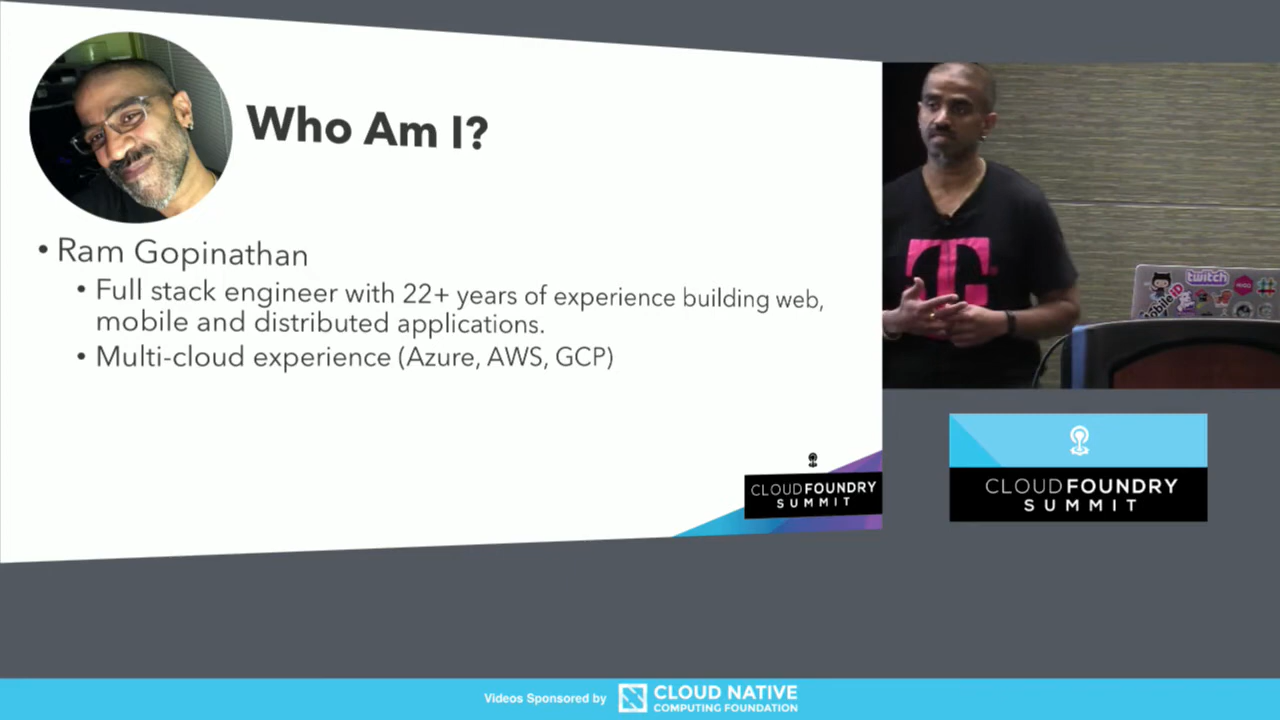 Who Am I?
• Ram Gopinathan
• Full stack engineer with 22+ years of experience building web,
mobile and distributed applications.
• Multi-cloud experience (Azure, AWS, GCP)
CLOUD FOUNDRY
SUMMIT
T
twitch
CLOUD FOUNDRY
SUMMIT
Videos Sponsored by
CLOUD NATIVE
COMPUTING FOUNDATION